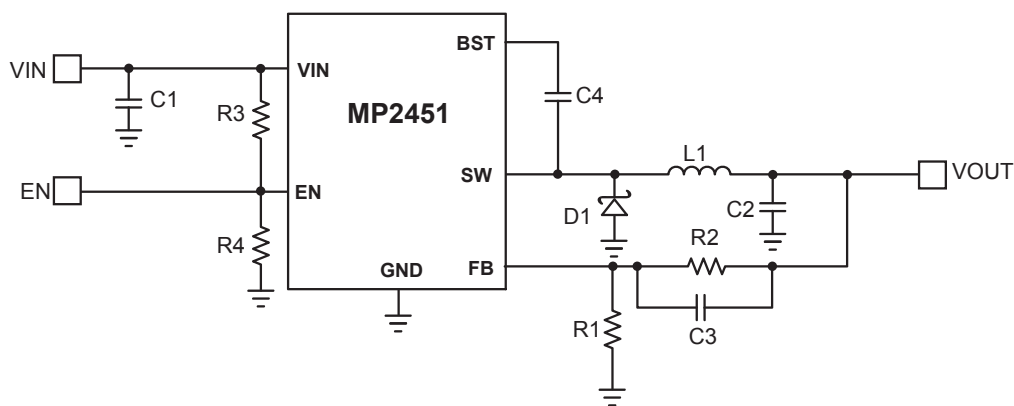 BST
VIN
VIN
C1
R3
MP2451
C4
L1
EN
EN
SW
VOUT
D1
C2
R4
R2
GND
FB
R1
C3